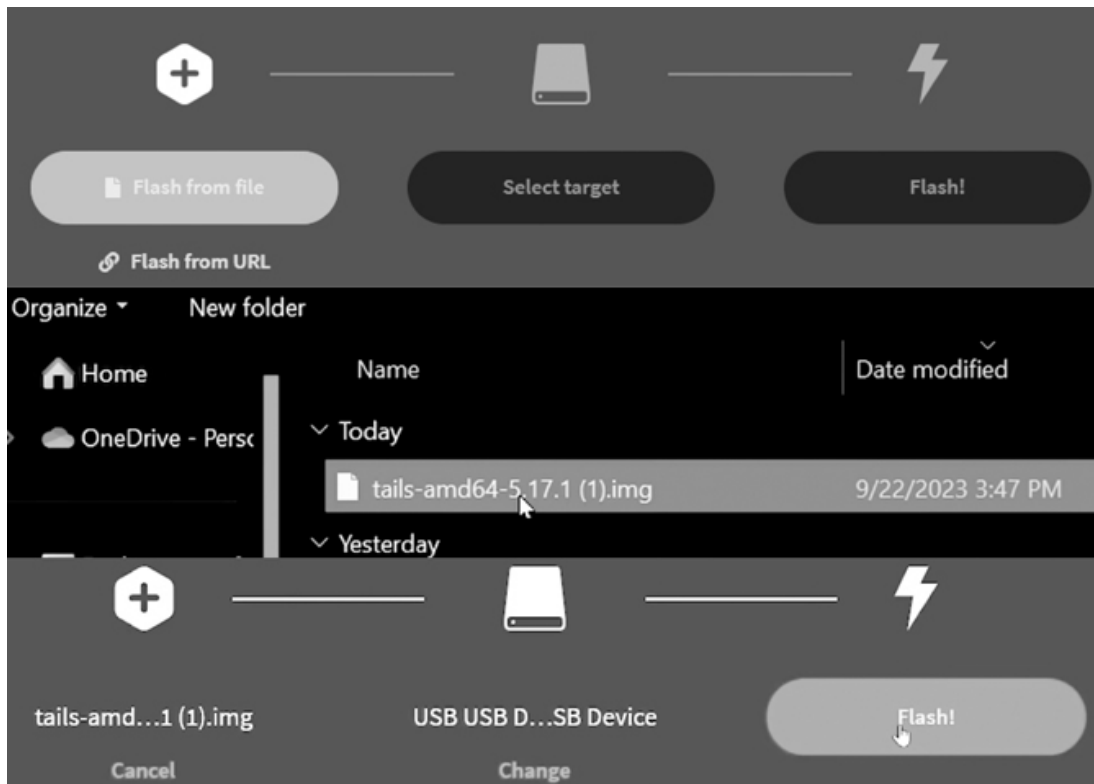 Flash from file
Select target
Flash!
Flash from URL
Organize
New folder
Home
Name
Date modified
OneDrive - Persc
Today
tails-amd64-5.17.1 (1).img
9/22/2023 3:47 PM
Yesterday
tails-amd...1 (1).img
USB USB D...SB Device
Flash!
Cancel
Change